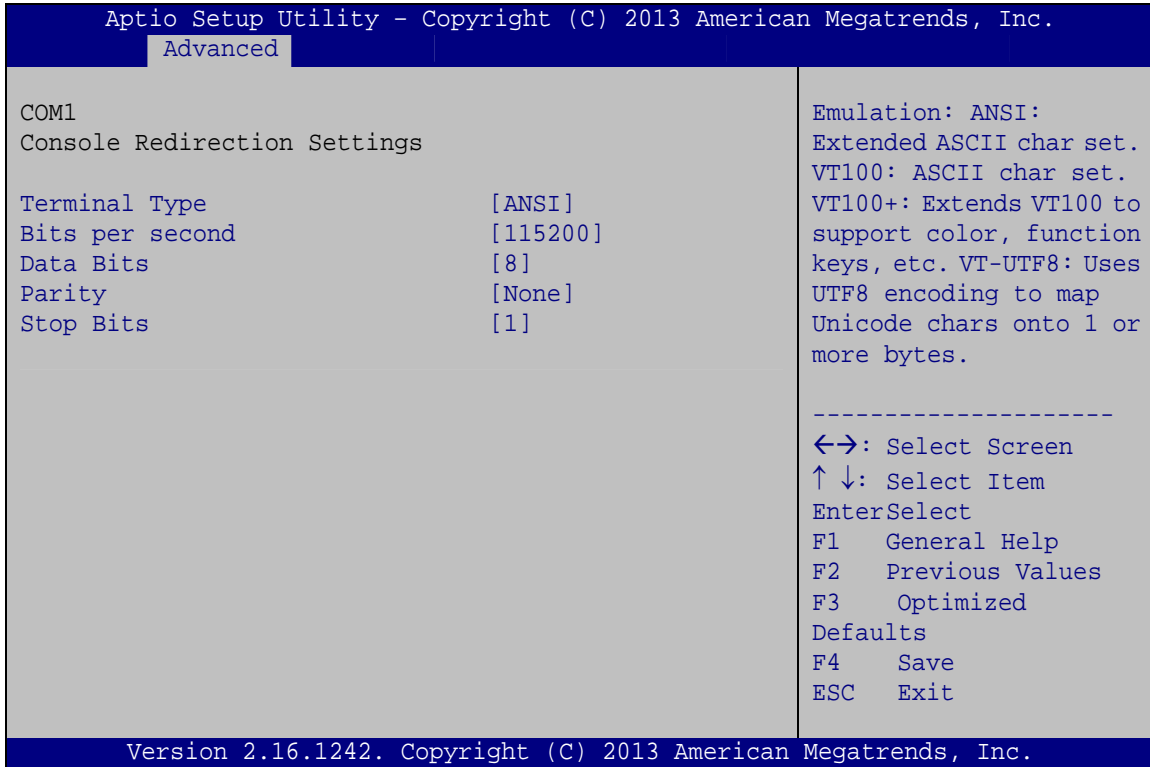 Aptio Setup Utility – Copyright (C) 2013 American Megatrends, Inc.
Advanced
COM1
Console Redirection Settings
Terminal Type [ANSI]
Bits per second [115200]
Data Bits [8]
Parity [None]
Stop Bits [1]
Emulation: ANSI:
Extended ASCII char set.
VT100: ASCII char set.
VT100+: Extends VT100 to
support color, function
keys, etc. VT-UTF8: Uses
UTF8 encoding to map
Unicode chars onto 1 or
more bytes.
---------------------
←→: Select Screen
↑ ↓: Select Item
EnterSelect
F1 General Help
F2 Previous Values
F3 Optimized
Defaults
F4 Save
ESC Exit
Version 2.16.1242. Copyright (C) 2013 American Megatrends, Inc.